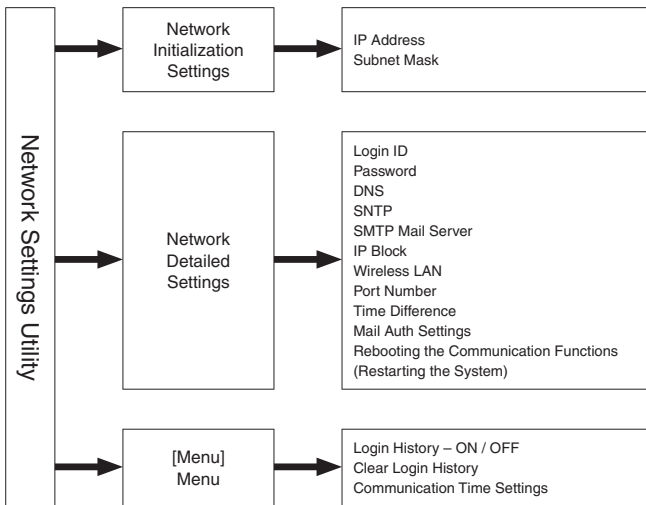 Network Settings Utility
Network
Initialization
Settings
IP Address
Subnet Mask
Network
Detailed
Settings
Login ID
Password
DNS
SNTP
SMTP Mail Server
IP Block
Wireless LAN
Port Number
Time Difference
Mail Auth Settings
Rebooting the Communication Functions
(Restarting the System)
[Menu]
Menu
Login History – ON / OFF
Clear Login History
Communication Time Settings